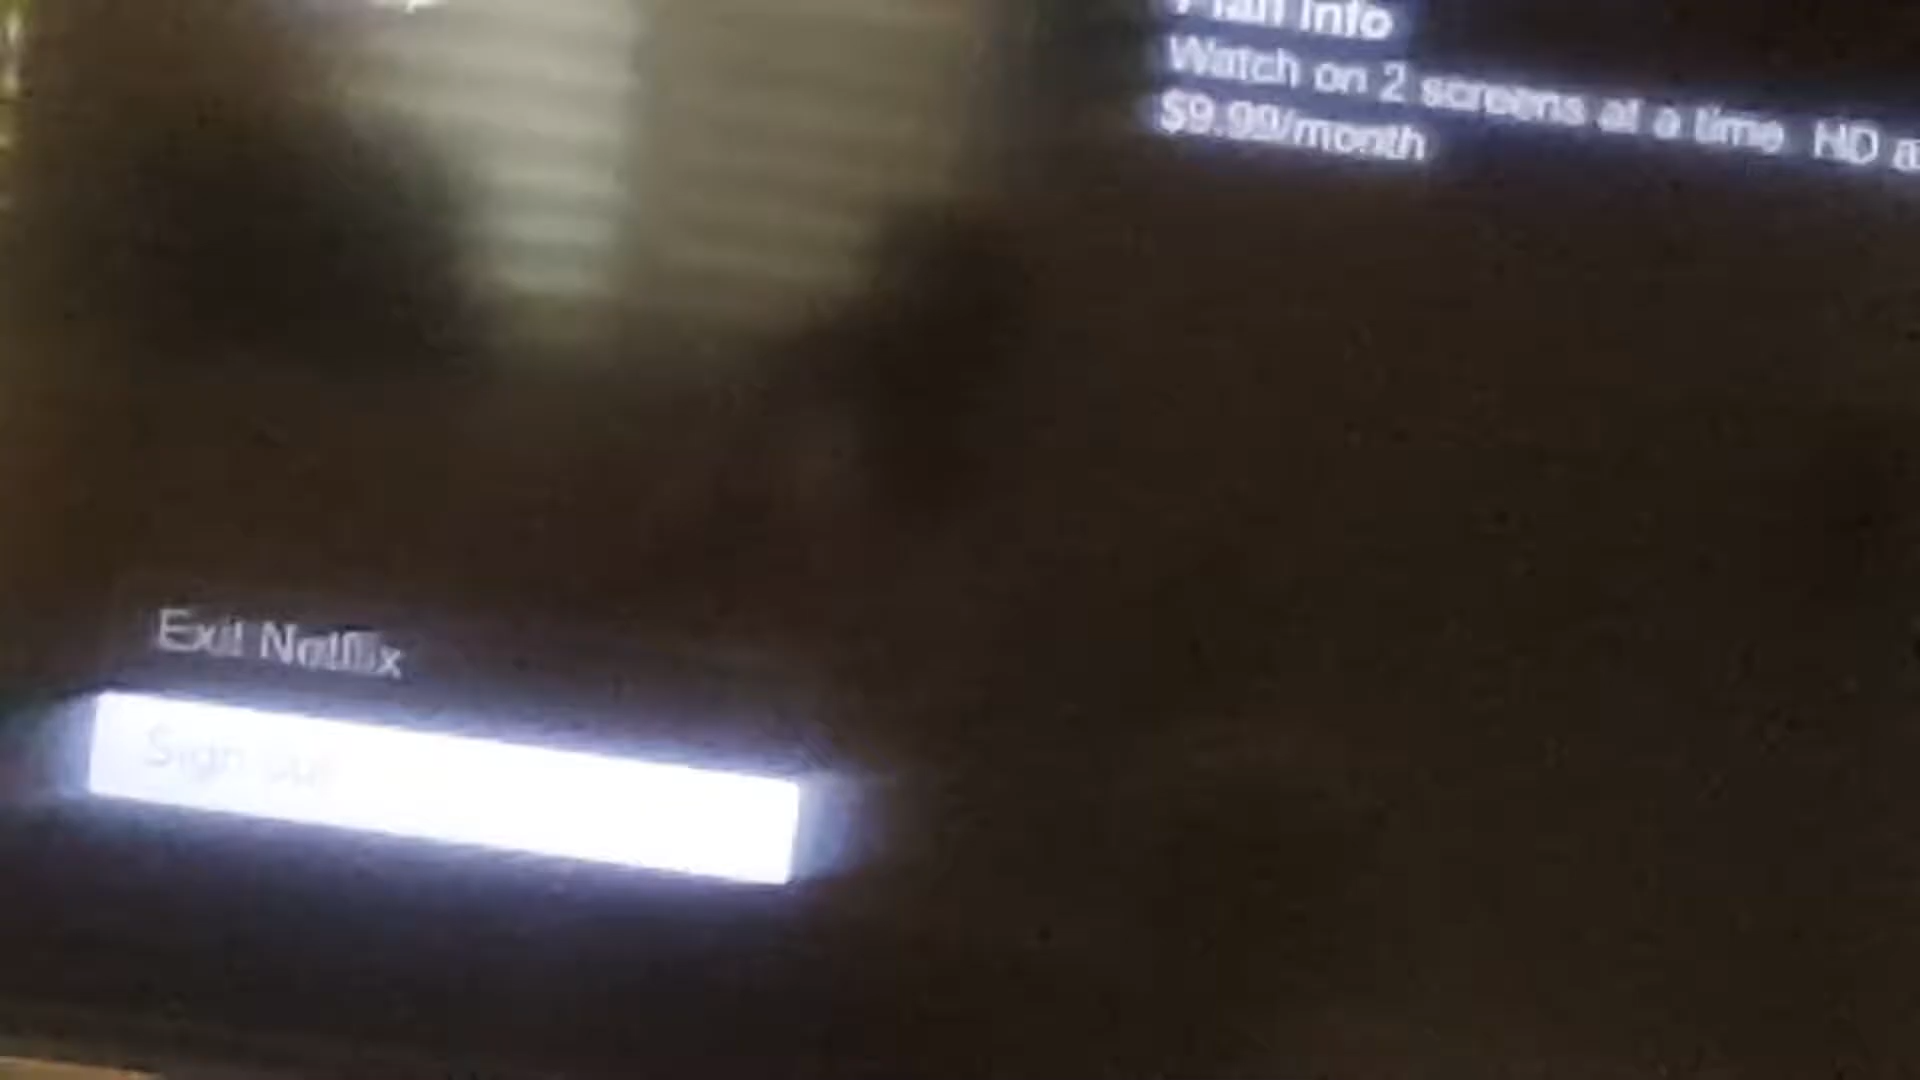 Plan Info
Watch on 2 screens at a time. HD
$9.99/month
Exit Netflix
Sign out